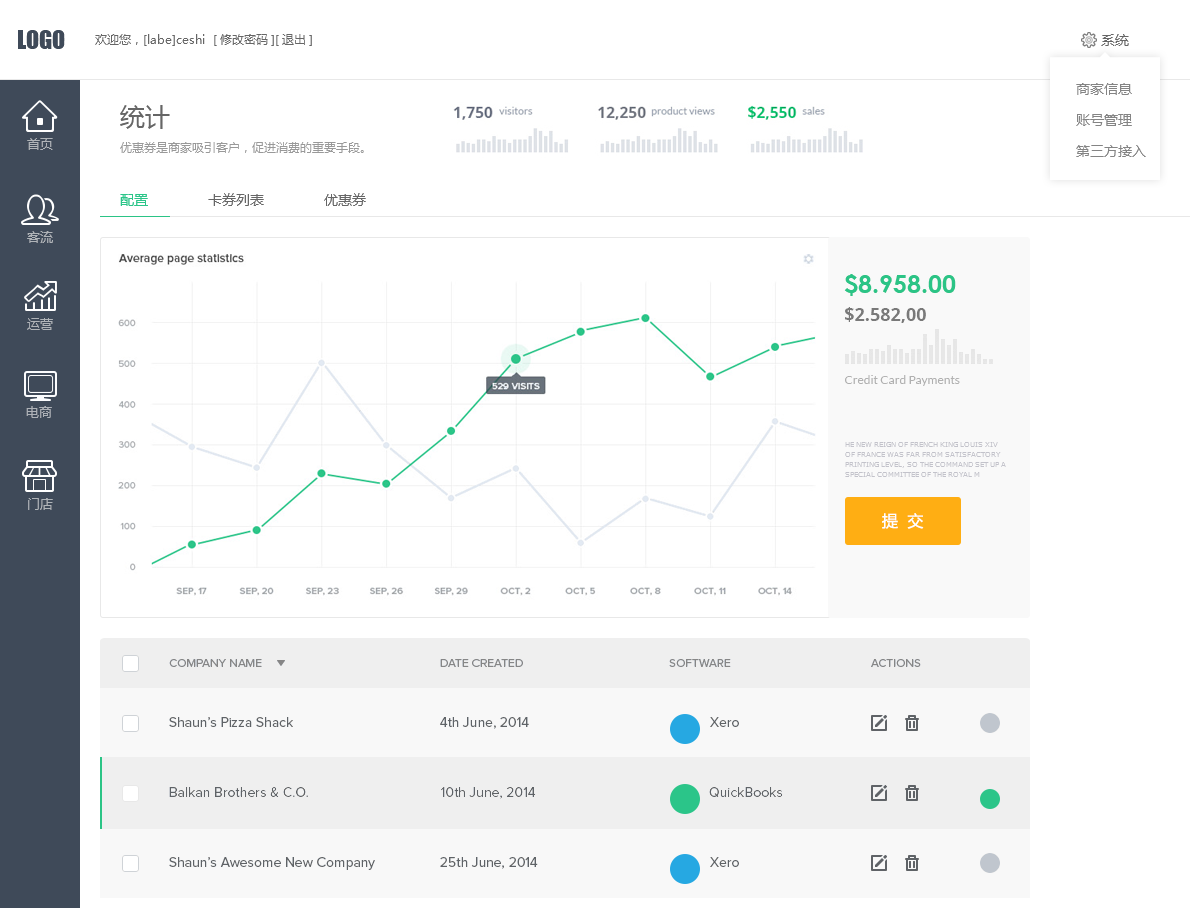 LOGO
欢迎您，[labe]ceshi [ 修改密码 ][ 退出 ]
系统
商家信息
账号管理
第三方接入
首页
客流
运营
电商
门店
统计
优惠券是商家吸引客户，促进消费的重要手段。
1,750 visitors
12,250 product views
$2,550 sales
配置
卡券列表
优惠券
Average page statistics
600
500
400
300
200
100
0
529 VISITS
SEP, 17 SEP, 20 SEP, 23 SEP, 26 SEP, 29 OCT, 2 OCT, 5 OCT, 8 OCT, 11 OCT, 14
$8.958.00
$2.582,00
Credit Card Payments
HE NEW REIGN OF FRENCH KING LOUIS XIV
OF FRANCE WAS FAR FROM SATISFACTORY
PRINTING LEVEL, SO THE COMMAND SET UP A
SPECIAL COMMITTEE OF THE ROYAL M
提 交
COMPANY NAME DATE CREATED SOFTWARE ACTIONS
Shaun's Pizza Shack 4th June, 2014 Xero
Balkan Brothers & C.O. 10th June, 2014 QuickBooks
Shaun's Awesome New Company 25th June, 2014 Xero